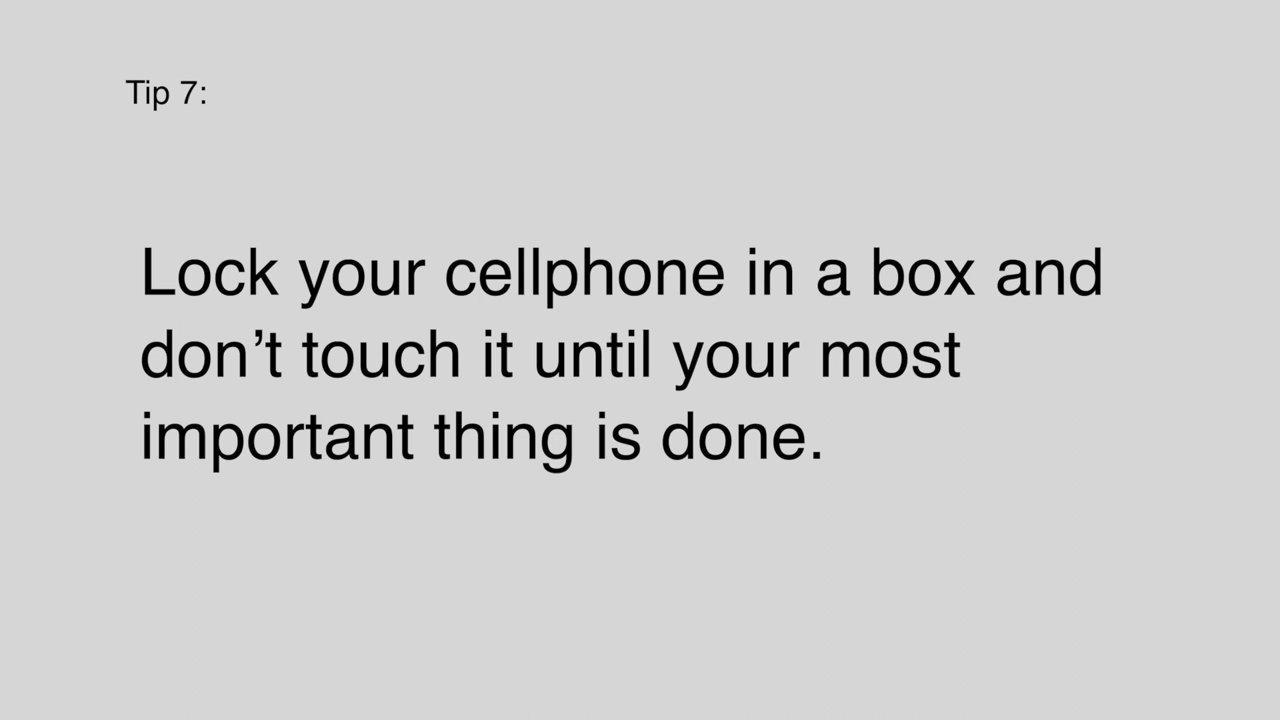 Tip 7:
Lock your cellphone in a box and
don’t touch it until your most
important thing is done.